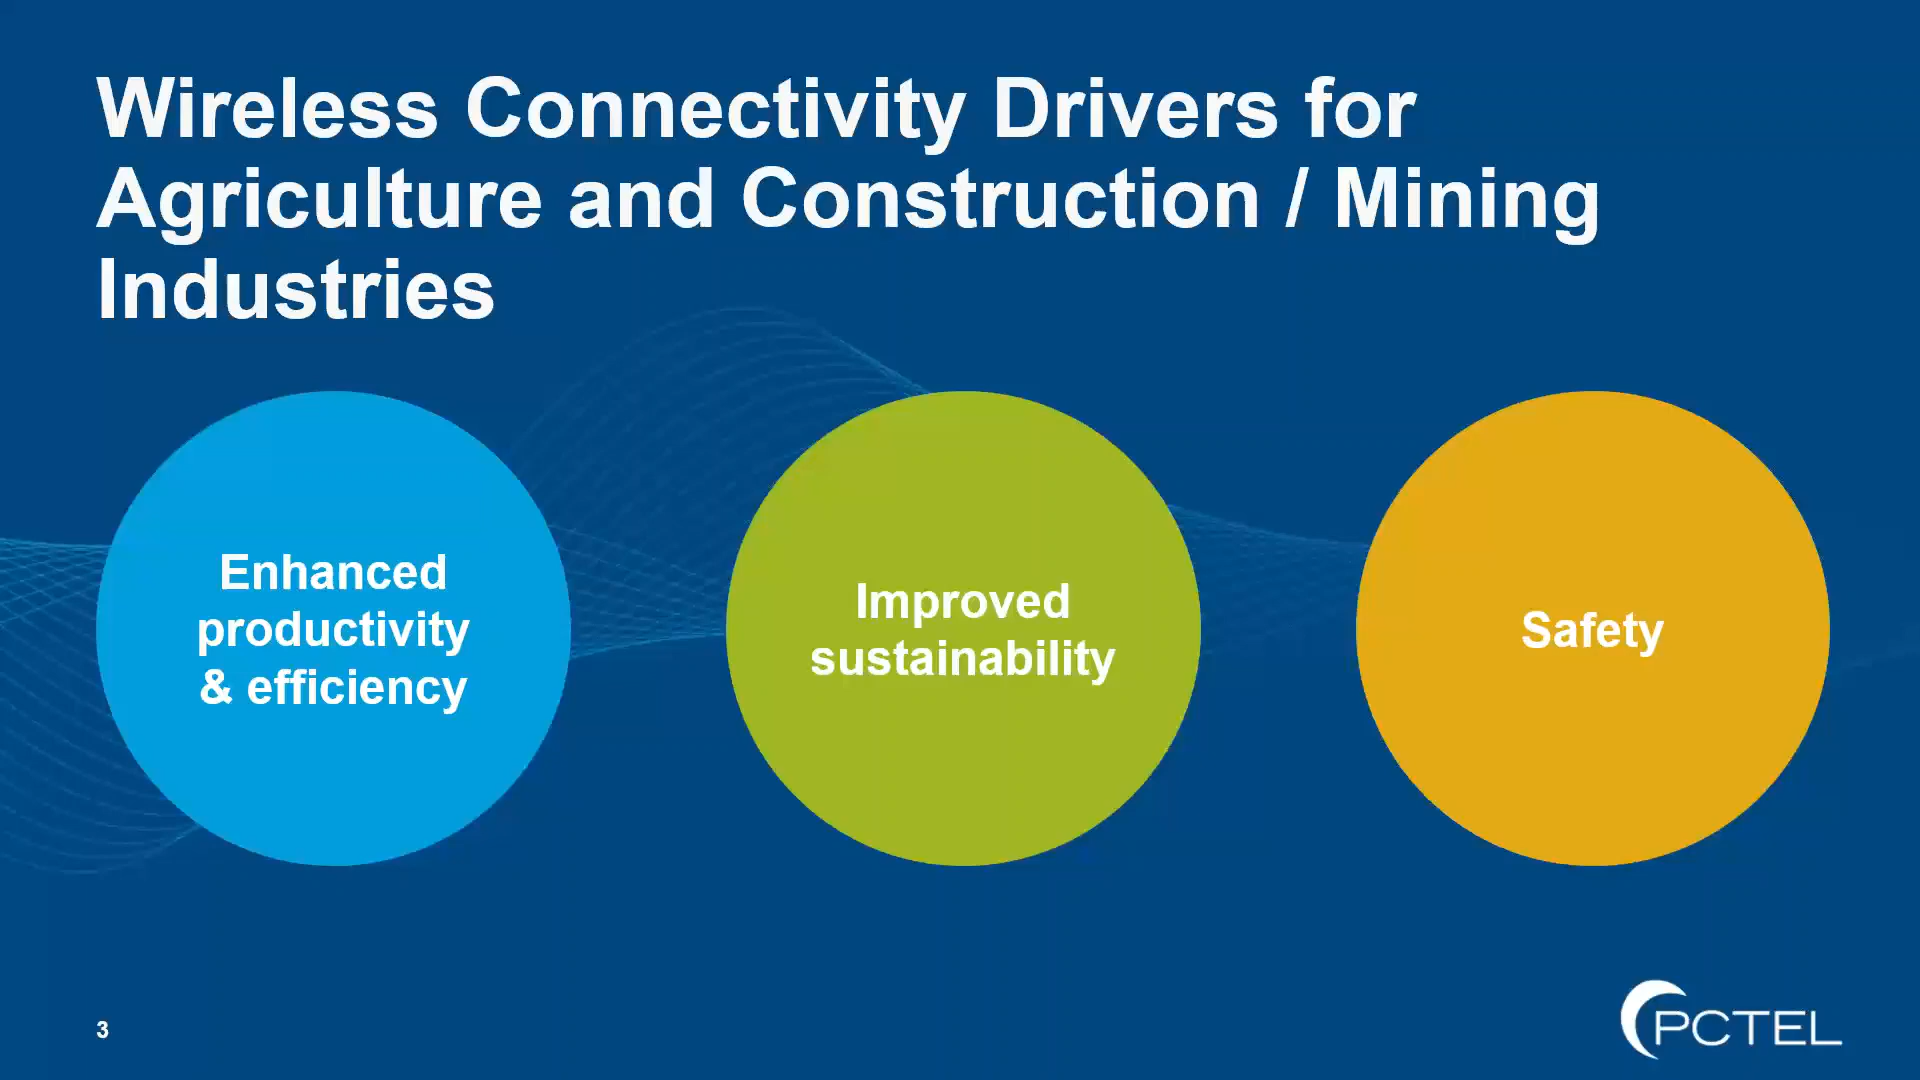 Wireless Connectivity Drivers for
Agriculture and Construction / Mining
Industries
Enhanced
productivity
& efficiency
Improved
sustainability
Safety
3
PCTEL